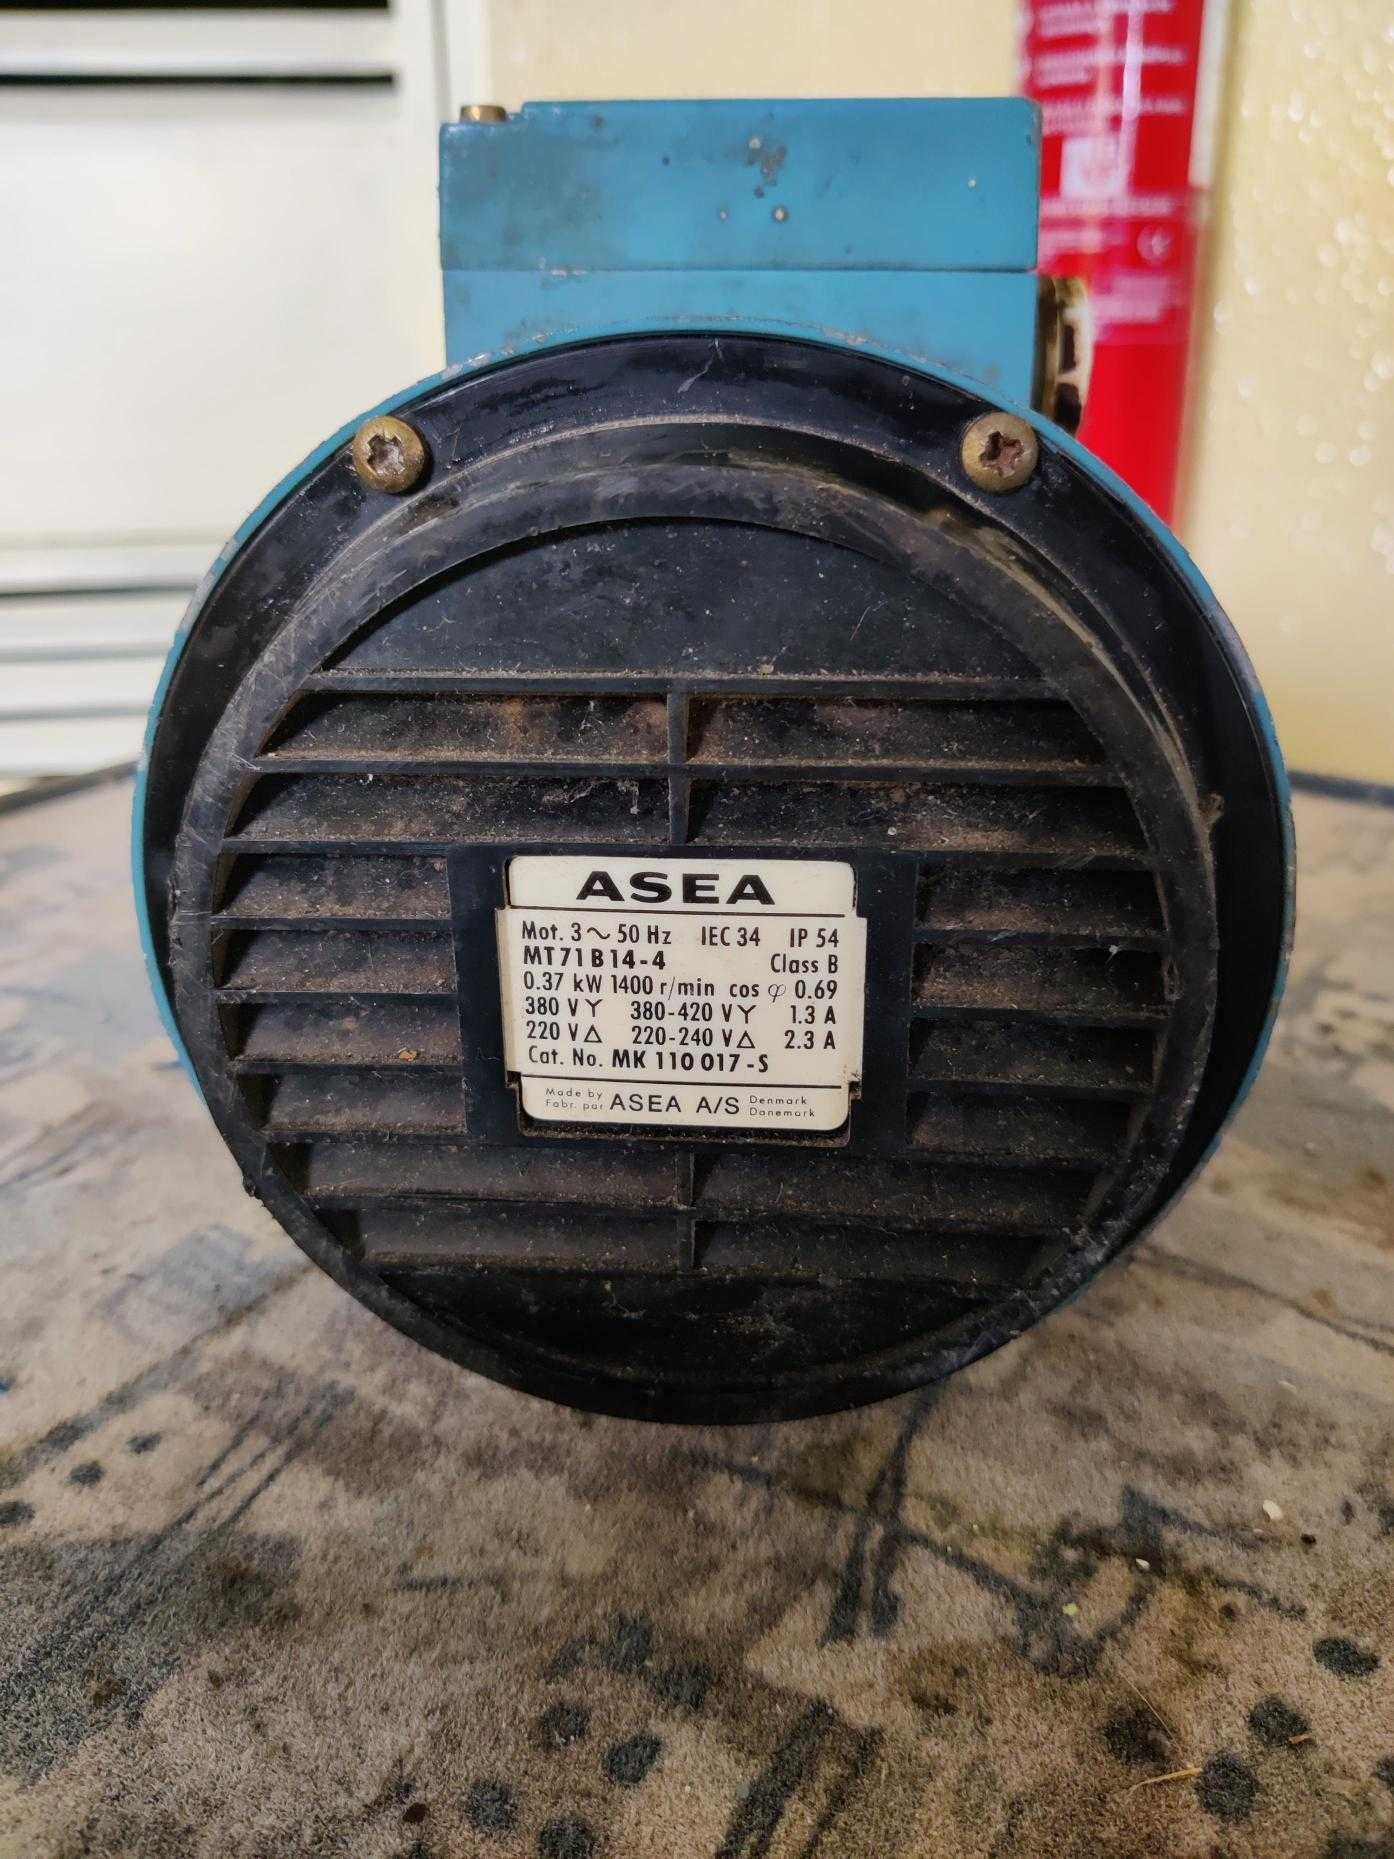 ASEA
Mot. 3~50 Hz IEC 34 IP 54
MT71B14-4 Class B
0.37 kW 1400 r/min cos φ 0.69
380 V Y 380-420 V Y 1.3 A
220 V △ 220-240 V △ 2.3 A
Cat. No. MK 110 017-S
Made by ASEA A/S Denmark
Fabr. par Danemark